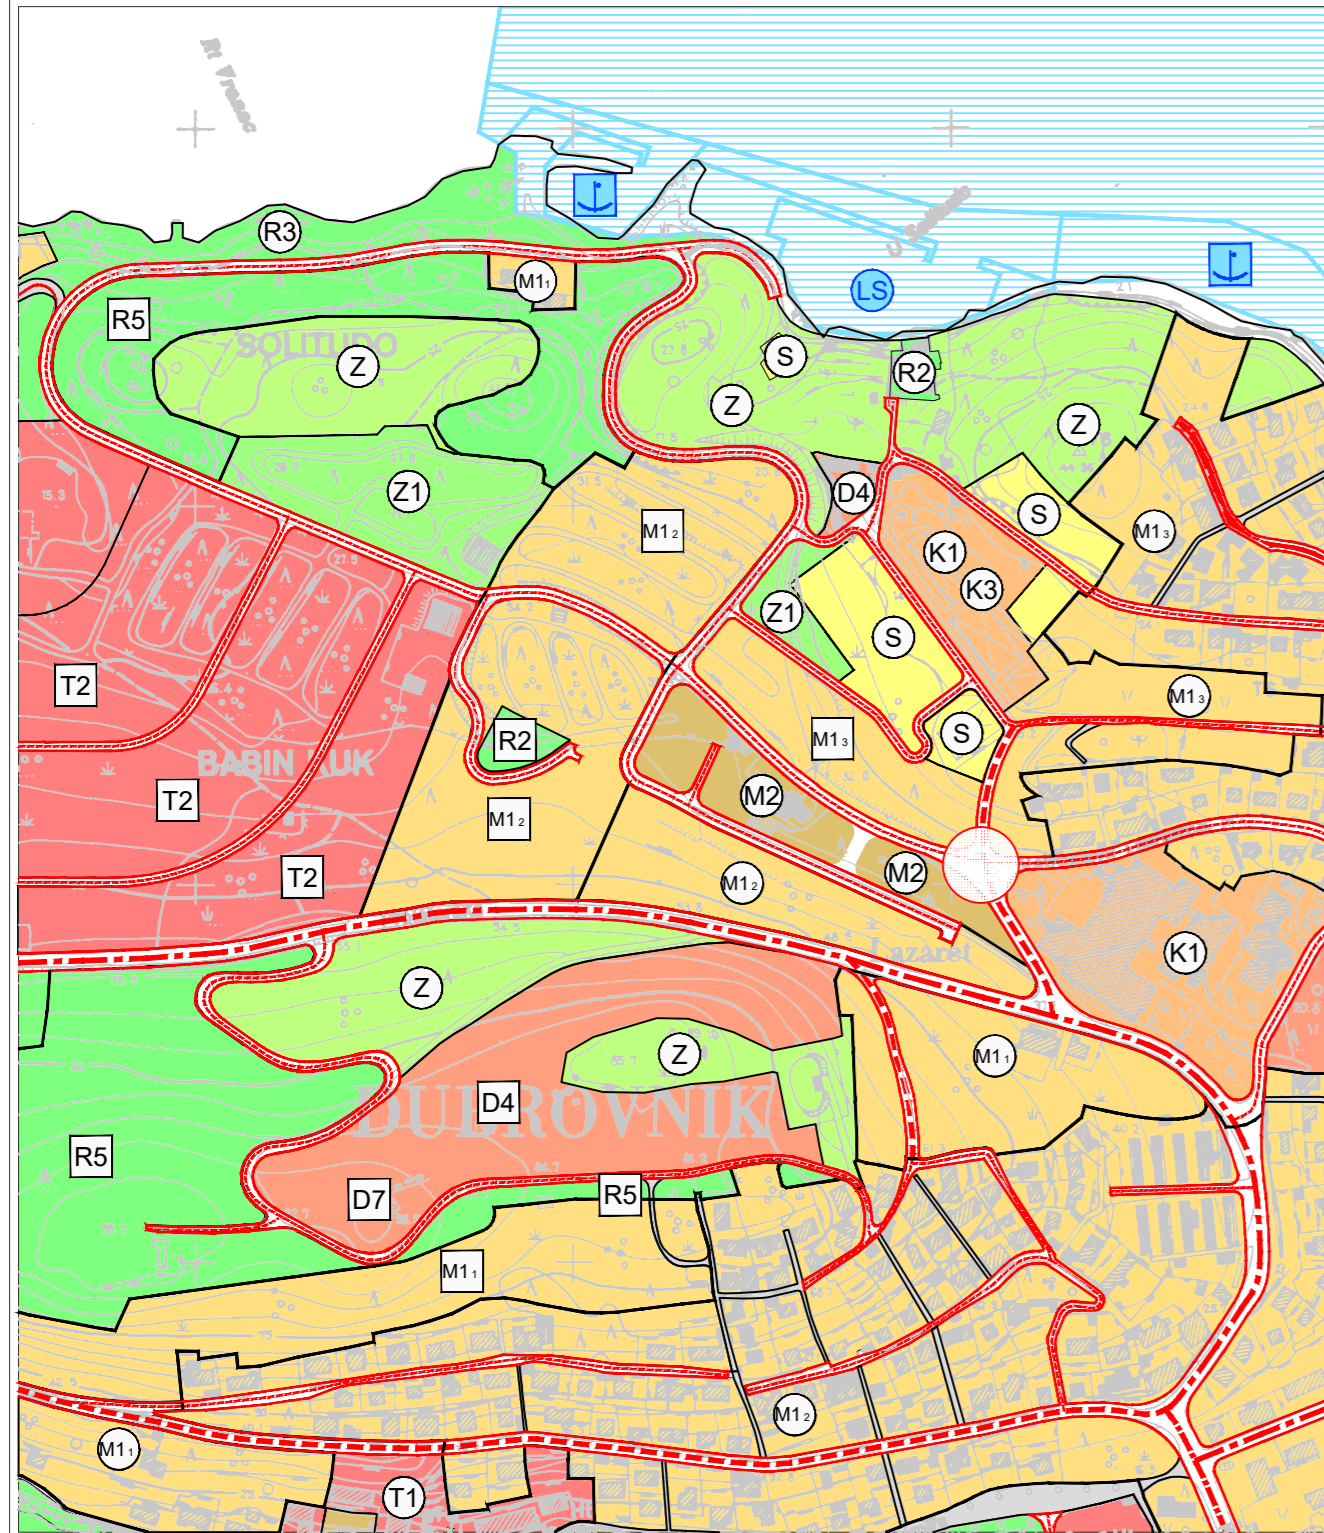 Rt Vranac
R3
LS
M1₁
R5
SOLITUDO
Z
S
R2
Z
Z
Z1
D4
S
M1₂
M1₃
K1
K3
Z1
S
T2
M1₃
R2
M1₃
S
BABIN KUK
T2
M2
M1₂
T2
M1₂
M2
Lazaret
K1
Z
Z
M1₁
D4
DUBROVNIK
R5
D7
R5
M1₁
M1₂
M1₁
T1